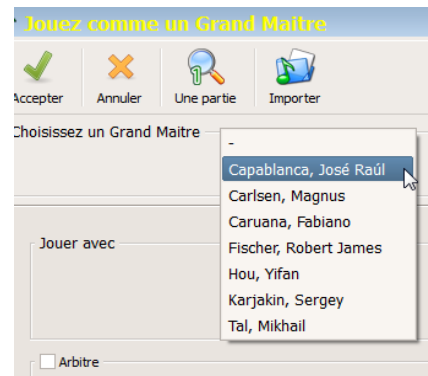 Jouez comme un Grand Maitre
Accepter Annuler Une partie Importer
Choisissez un Grand Maitre
-
Capablanca, José Raúl
Carlsen, Magnus
Caruana, Fabiano
Fischer, Robert James
Hou, Yifan
Karjakin, Sergey
Tal, Mikhail
Jouer avec
Arbitre